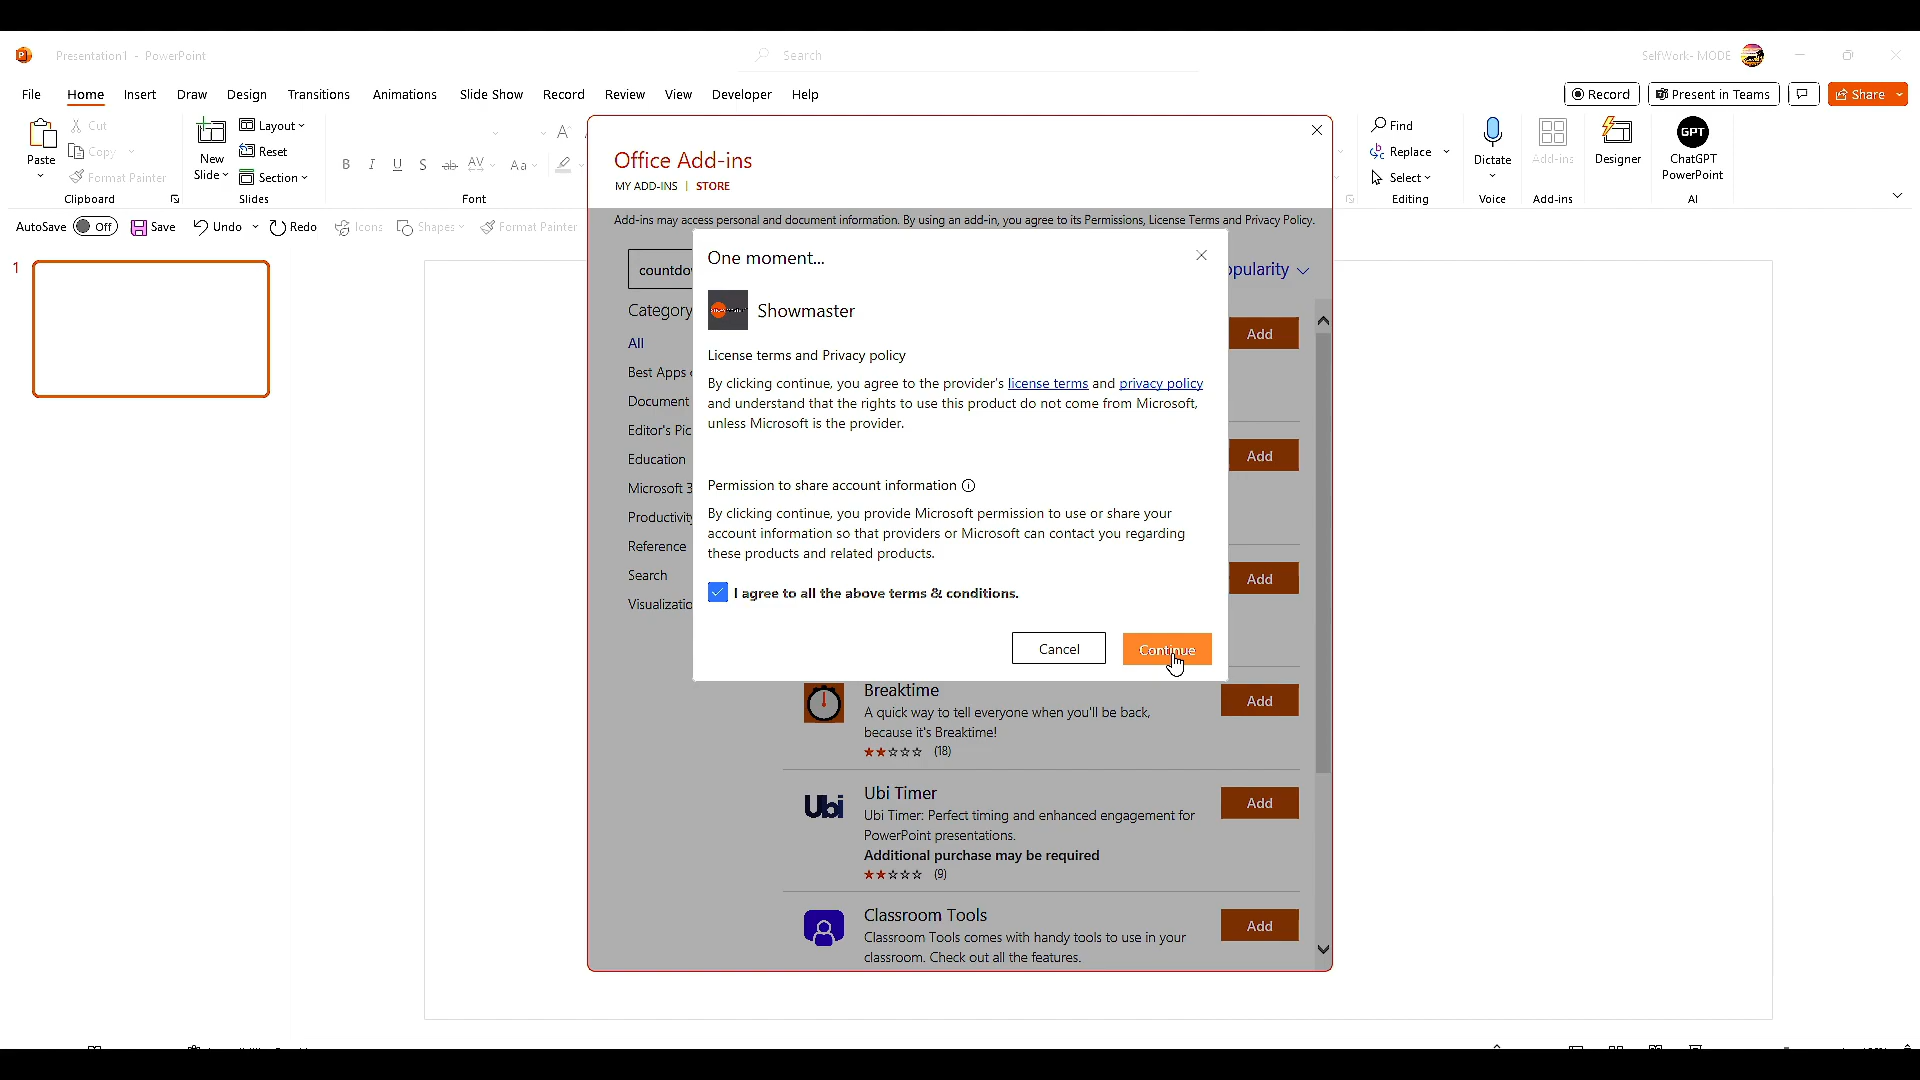 Presentation1 - PowerPoint
Search
SelfWork- MODE
File Home Insert Draw Design Transitions Animations Slide Show Record Review View Developer Help
Record Present in Teams Share
Paste
Cut
Copy
Format Painter
Clipboard
New
Slide
Layout
Reset
Section
Slides
B I U S ab AV Aa
Font
Find
Replace
Select
Editing
Dictate
Voice
Add-ins
Add-ins
Designer
GPT
ChatGPT
PowerPoint
AI
AutoSave Off Save Undo Redo Icons Shapes Format Painter
1
Office Add-ins
MY ADD-INS | STORE
Add-ins may access personal and document information. By using an add-in, you agree to its Permissions, License Terms and Privacy Policy.
Category
All
Best Apps
Document
Education
Reference
Search
Add
Add
Add
One moment...
Showmaster
License terms and Privacy policy
By clicking continue, you agree to the provider's license terms and privacy policy
and understand that the rights to use this product do not come from Microsoft,
unless Microsoft is the provider.
Permission to share account information
By clicking continue, you provide Microsoft permission to use or share your
account information so that providers or Microsoft can contact you regarding
these products and related products.
I agree to all the above terms & conditions.
Cancel Continue
Breaktime
A quick way to tell everyone when you'll be back,
because it's Breaktime!
(18)
Add
Ubi
Ubi Timer
Ubi Timer: Perfect timing and enhanced engagement for
PowerPoint presentations.
Additional purchase may be required
(9)
Add
Classroom Tools
Classroom Tools comes with handy tools to use in your
classroom. Check out all the features.
Add